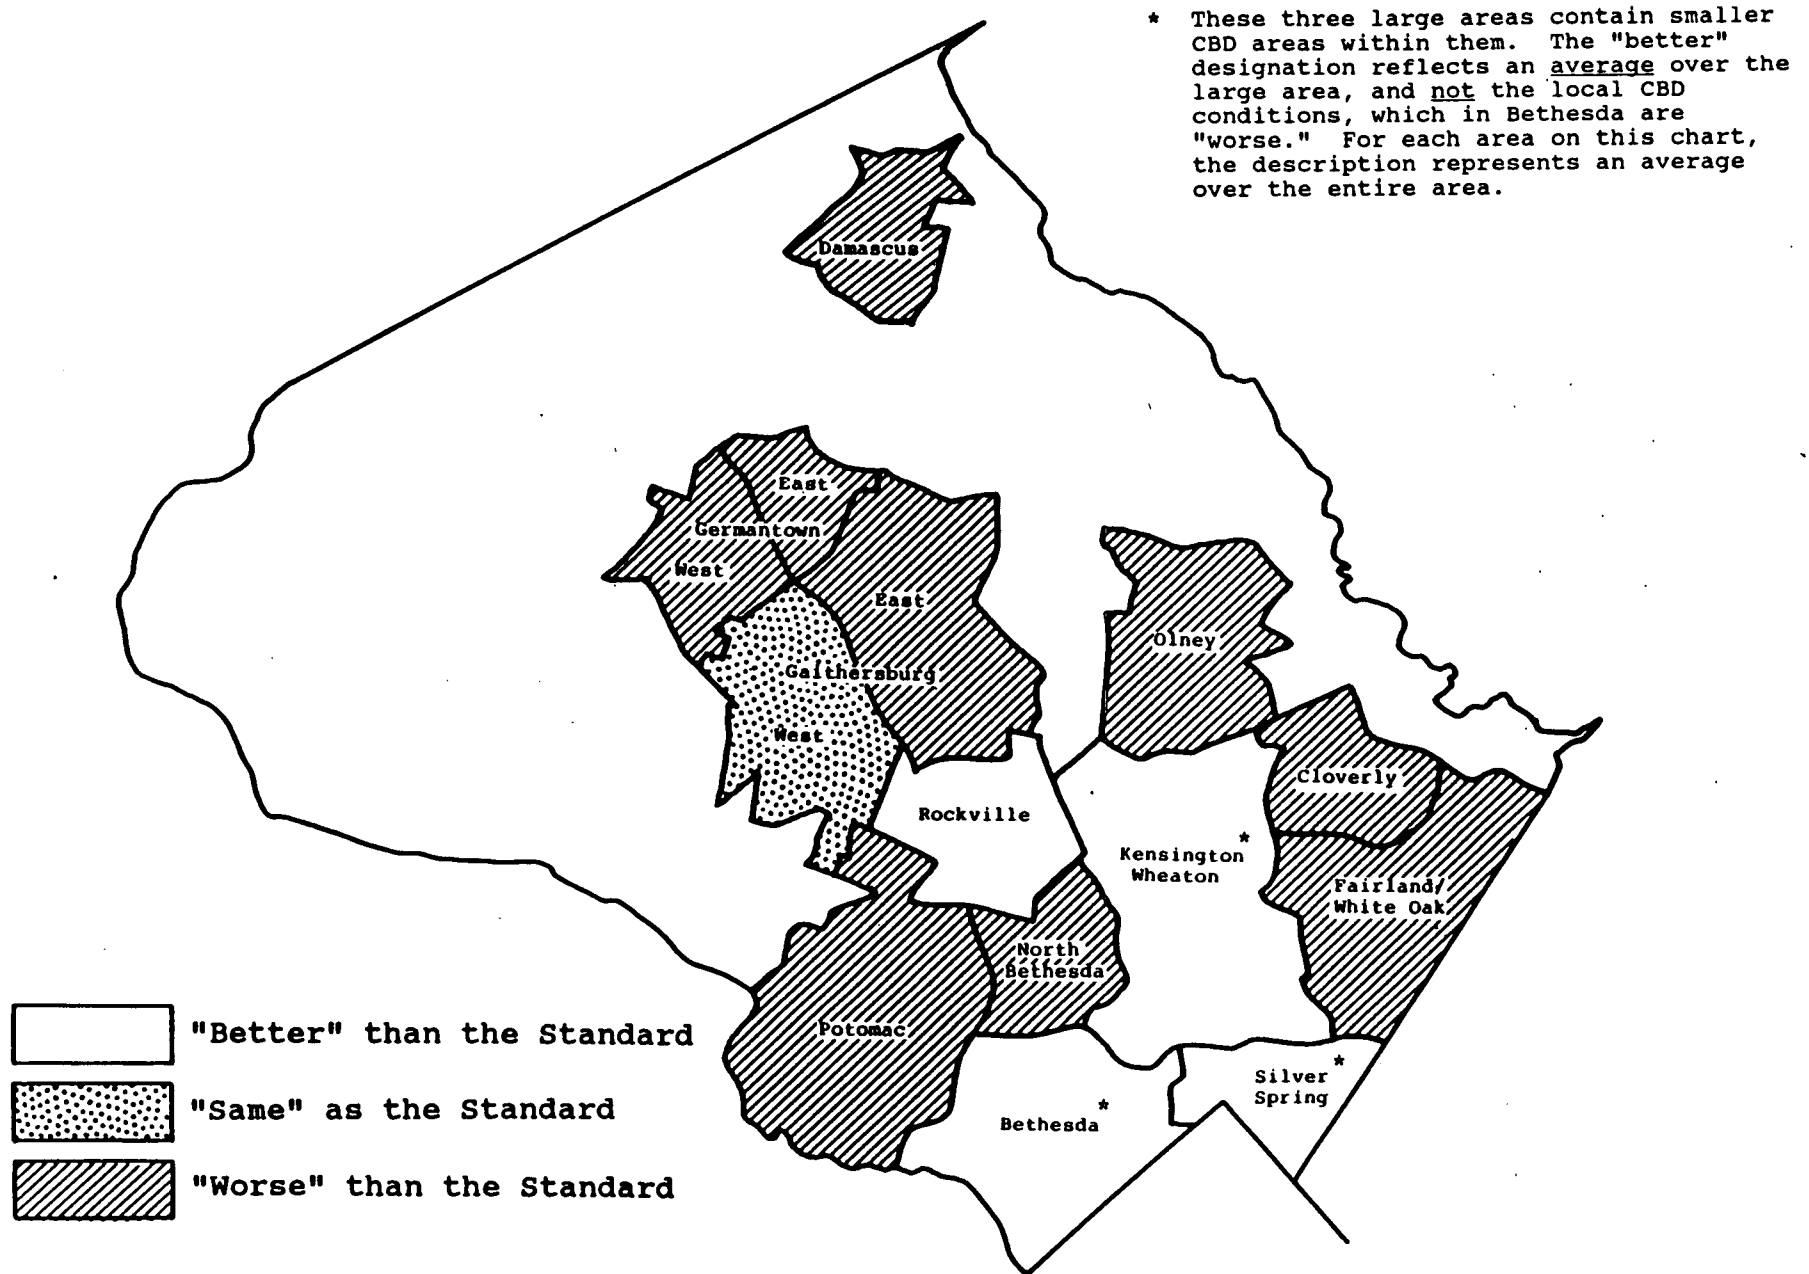 * These three large areas contain smaller
CBD areas within them. The "better"
designation reflects an average over the
large area, and not the local CBD
conditions, which in Bethesda are
"worse." For each area on this chart,
the description represents an average
over the entire area.
Damascus
East
Germantown
West
East
Olney
Gaithersburg
West
Cloverly
Rockville
*
Kensington
Wheaton
Fairland/
White Oak
North
Bethesda
Potomac
*
Silver
Spring
*
Bethesda
"Better" than the Standard
"Same" as the Standard
"Worse" than the Standard